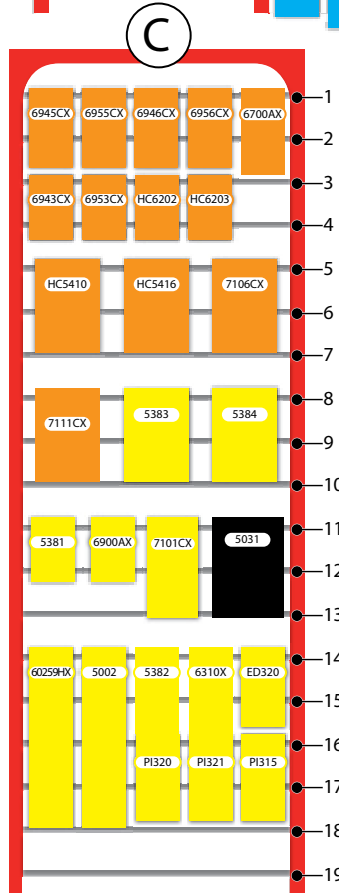 C
6945CX 6955CX 6946CX 6956CX 6700AX
1
2
3
6943CX 6953CX HC6202 HC6203
4
5
HC5410 HC5416 7106CX
6
7
8
7111CX 5383 5384
9
10
11
5381 6900AX 7101CX 5031
12
13
14
60259HX 5002 5382 6310X ED320
15
16
PI320 PI321 PI315
17
18
19